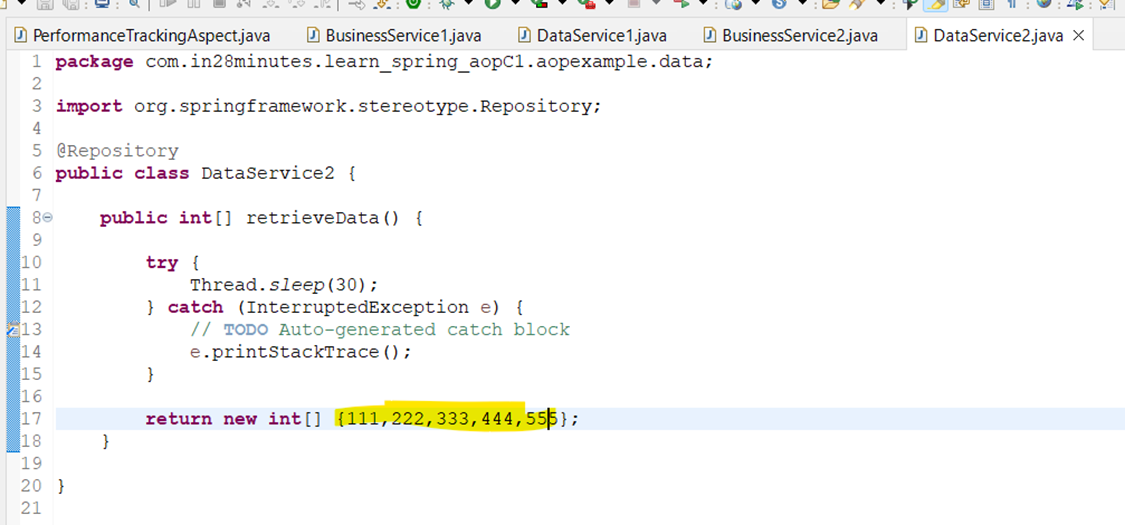 PerformanceTrackingAspect.java BusinessService1.java DataService1.java BusinessService2.java DataService2.java
1 package com.in28minutes.learn_spring_aopC1.aopexample.data;
2
3 import org.springframework.stereotype.Repository;
4
5 @Repository
6 public class DataService2 {
7
8 public int[] retrieveData() {
9
10 try {
11 Thread.sleep(30);
12 } catch (InterruptedException e) {
13 // TODO Auto-generated catch block
14 e.printStackTrace();
15 }
16
17 return new int[] {111,222,333,444,555};
18 }
19
20 }
21